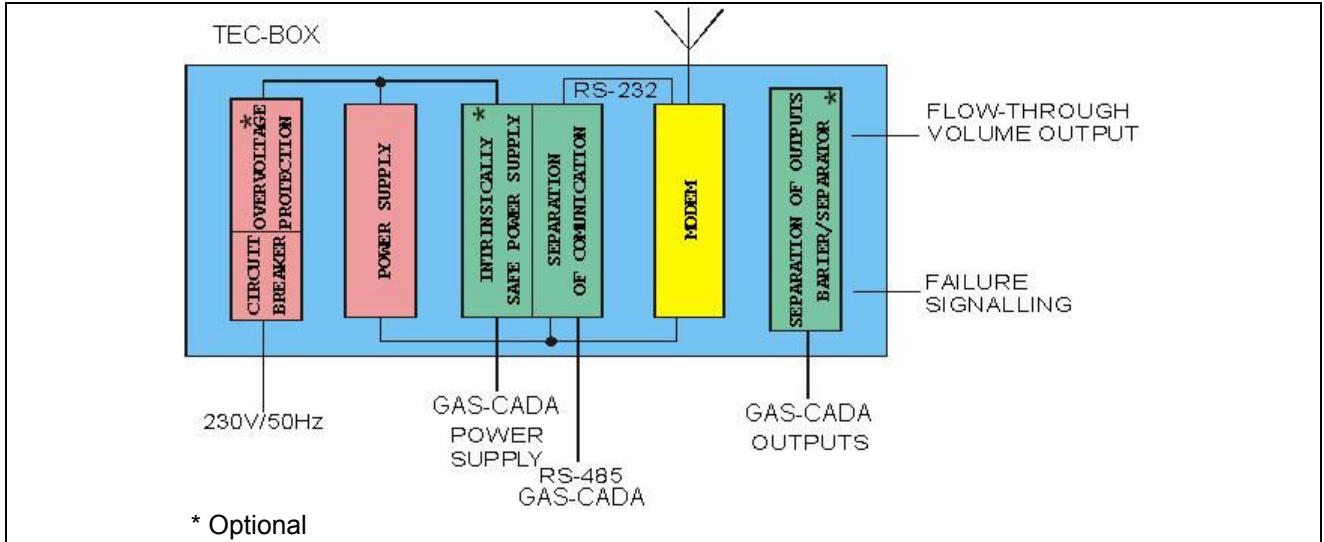 TEC-BOX
RS-232
CIRCUIT
BREAKER
OVERVOLTAGE *
PROTECTION
POWER SUPPLY
INTRINSICALLY *
SAFE POWER SUPPLY
SEPARATION
OF COMUNICATION
MODEM
SEPARATION OF OUTPUTS
BARIER/SEPARATOR *
FLOW-THROUGH
VOLUME OUTPUT
FAILURE
SIGNALLING
230V/50Hz
GAS-CADA
POWER
SUPPLY
RS-485
GAS-CADA
GAS-CADA
OUTPUTS
* Optional